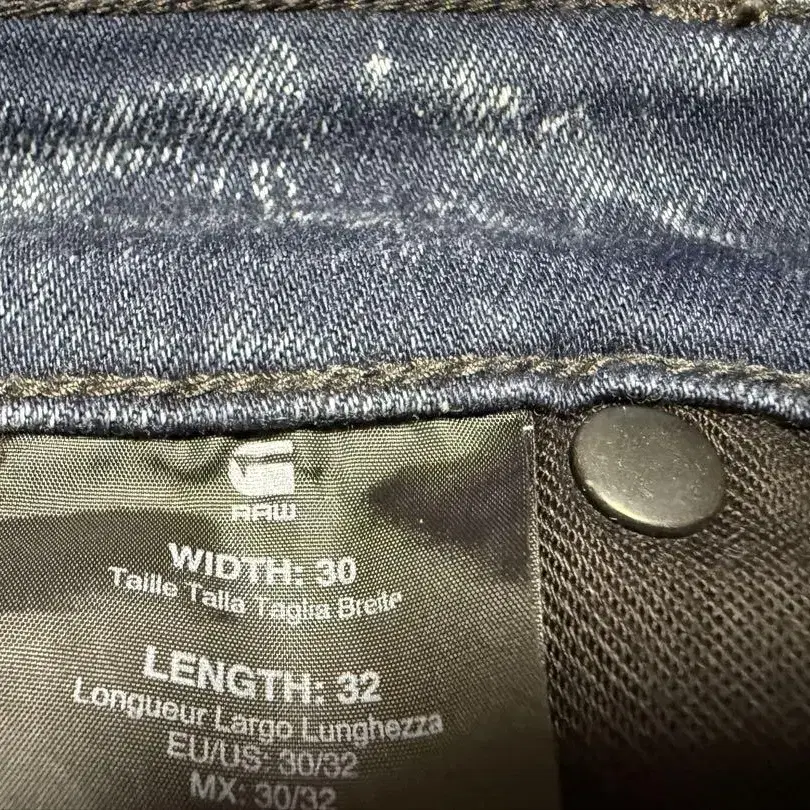 G
RAW
WIDTH: 30
Taille Talla Taglia Breite
LENGTH: 32
Longueur Largo Lunghezza
EU/US: 30/32
MX: 30/32